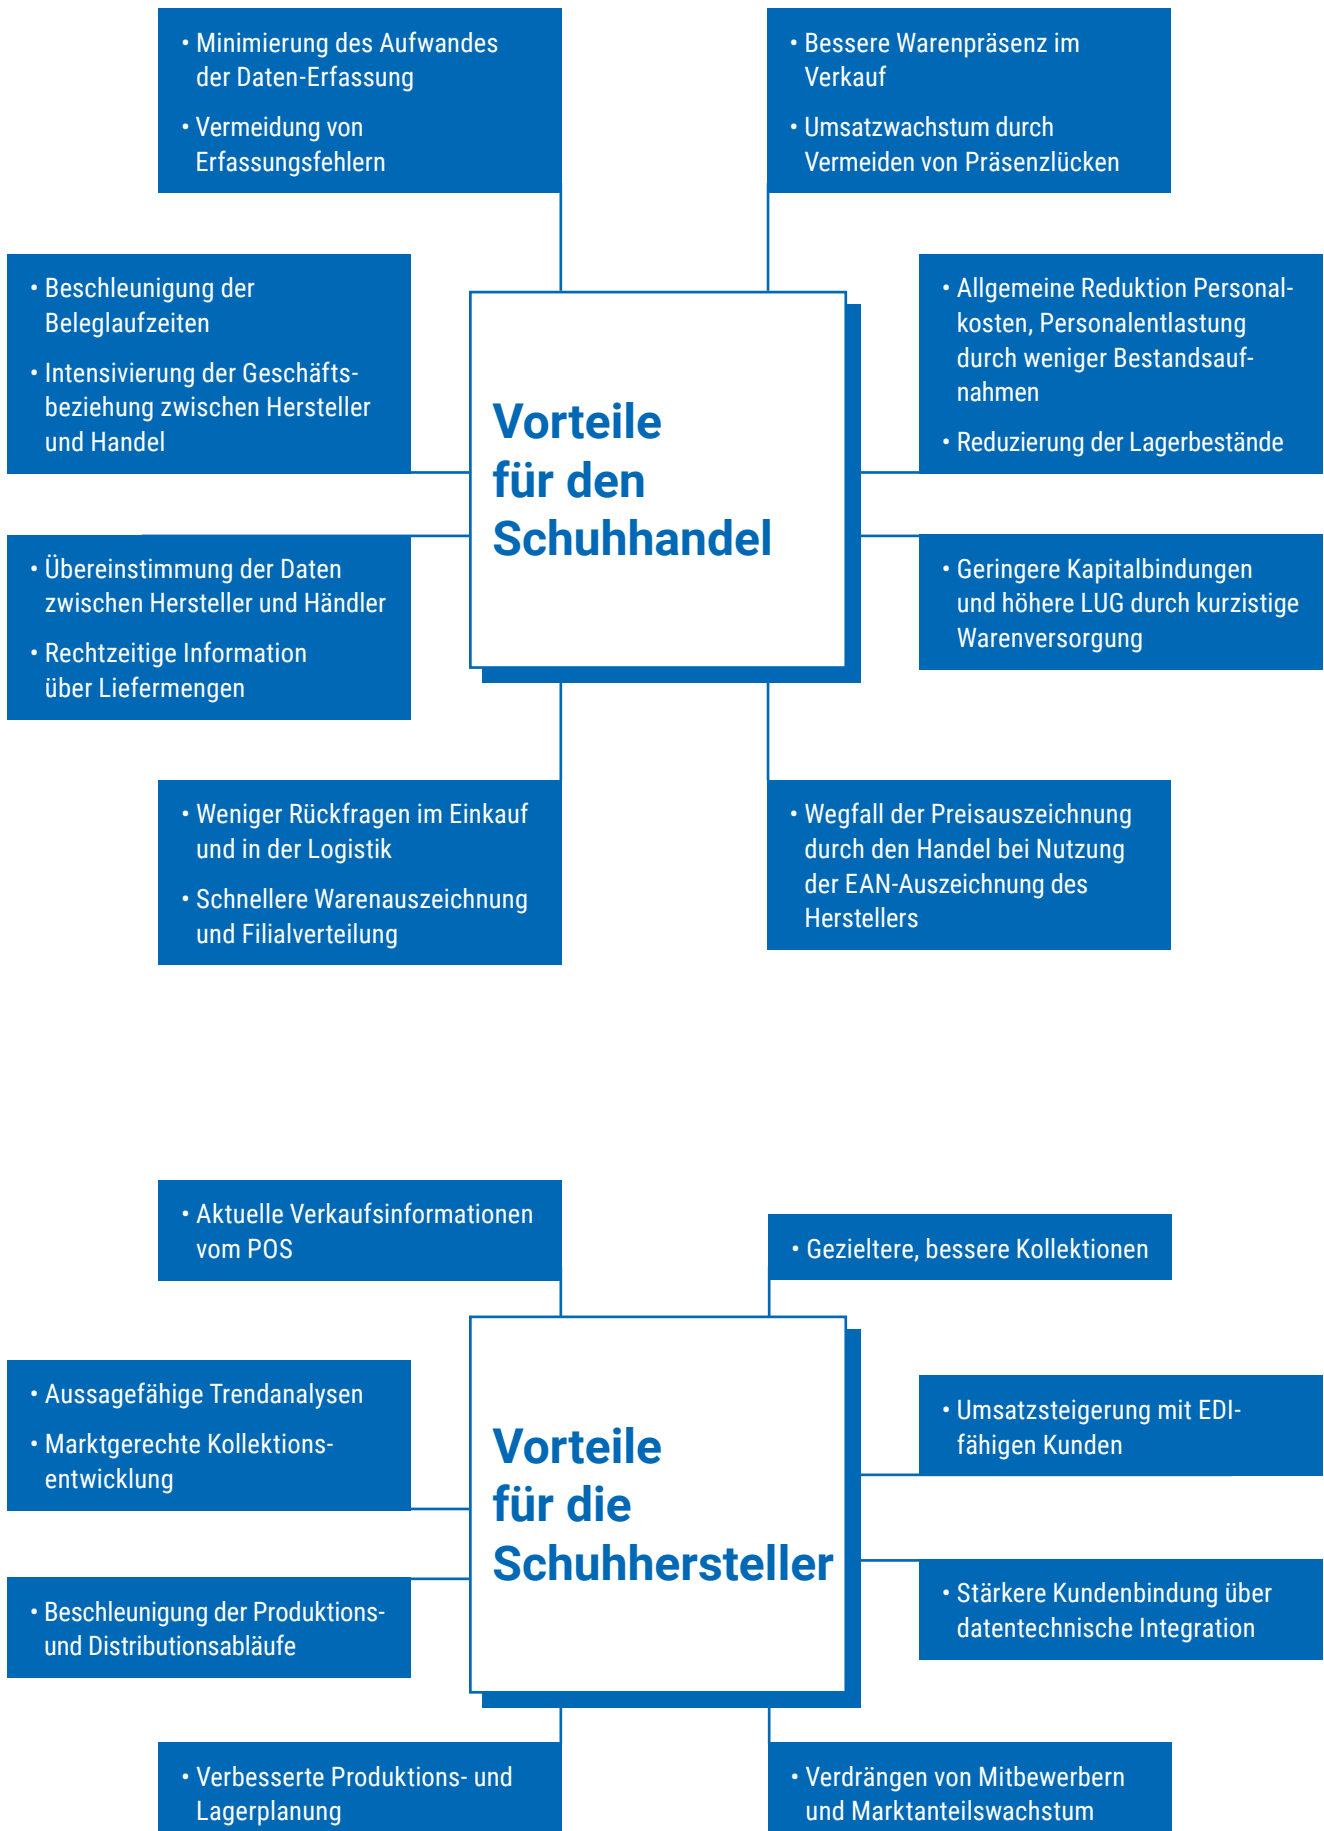 • Minimierung des Aufwandes
der Daten-Erfassung
• Vermeidung von
Erfassungsfehlern
• Bessere Warenpräsenz im
Verkauf
• Umsatzwachstum durch
Vermeiden von Präsenzlücken
• Beschleunigung der
Beleglaufzeiten
• Intensivierung der Geschäfts-
beziehung zwischen Hersteller
und Handel
• Allgemeine Reduktion Personal-
kosten, Personalentlastung
durch weniger Bestandsauf-
nahmen
• Reduzierung der Lagerbestände
Vorteile
für den
Schuhhandel
• Übereinstimmung der Daten
zwischen Hersteller und Händler
• Rechtzeitige Information
über Liefermengen
• Geringere Kapitalbindungen
und höhere LUG durch kurzistige
Warenversorgung
• Weniger Rückfragen im Einkauf
und in der Logistik
• Schnellere Warenauszeichnung
und Filialverteilung
• Wegfall der Preisauszeichnung
durch den Handel bei Nutzung
der EAN-Auszeichnung des
Herstellers
• Aktuelle Verkaufsinformationen
vom POS
• Gezieltere, bessere Kollektionen
• Aussagefähige Trendanalysen
• Marktgerechte Kollektions-
entwicklung
• Umsatzsteigerung mit EDI-
fähigen Kunden
Vorteile
für die
Schuhhersteller
• Beschleunigung der Produktions-
und Distributionsabläufe
• Stärkere Kundenbindung über
datentechnische Integration
• Verbesserte Produktions- und
Lagerplanung
• Verdrängen von Mitbewerbern
und Marktanteilswachstum